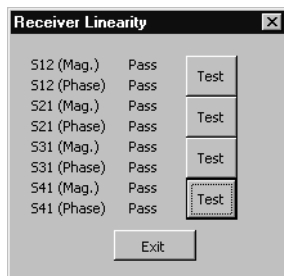 Receiver Linearity
S12 (Mag.) Pass
S12 (Phase) Pass
Test
S21 (Mag.) Pass
S21 (Phase) Pass
Test
S31 (Mag.) Pass
S31 (Phase) Pass
Test
S41 (Mag.) Pass
S41 (Phase) Pass
Test
Exit